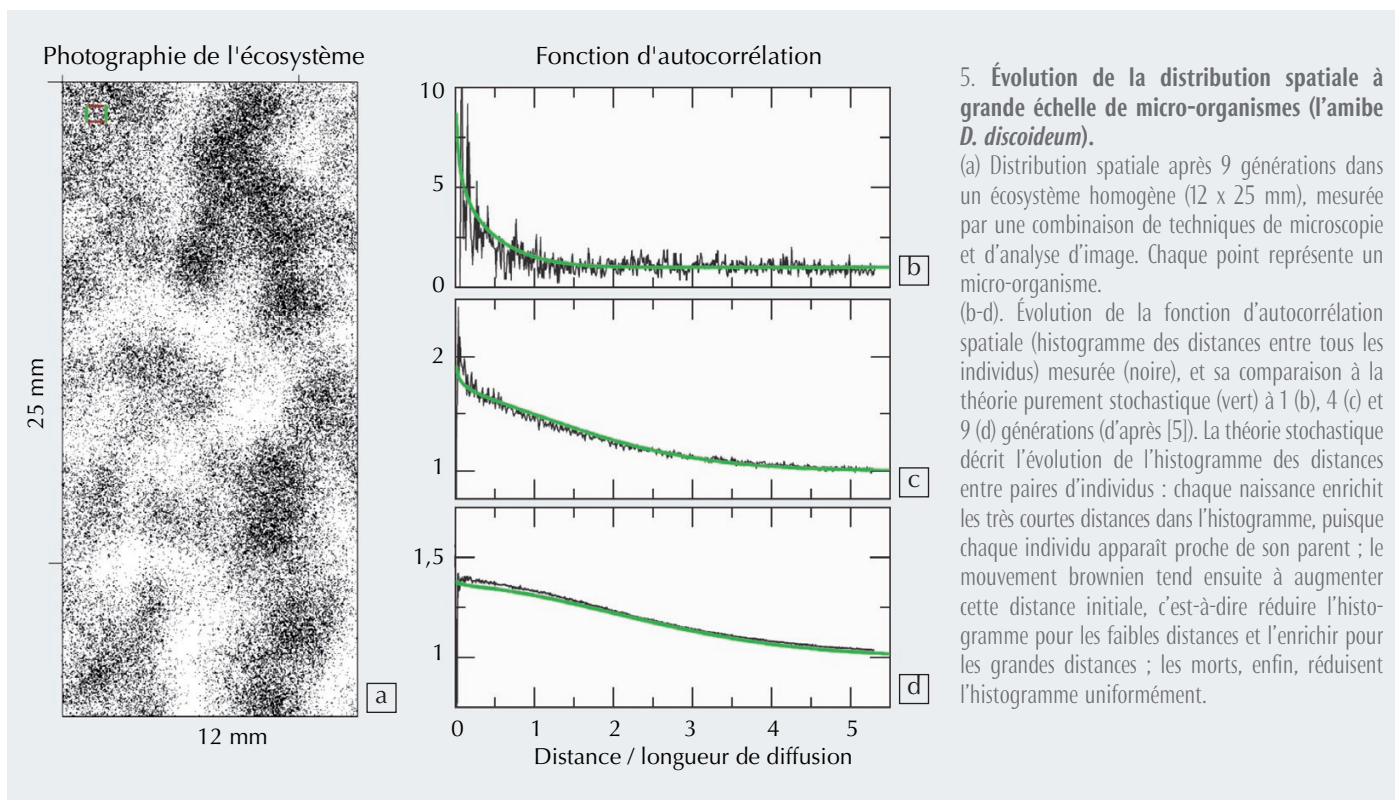 Photographie de l'écosystème
25 mm
12 mm
a
Fonction d'autocorrélation
10
5
0
b
2
1
c
1,5
1
d
0 1 2 3 4 5
Distance / longueur de diffusion
5. Évolution de la distribution spatiale à
grande échelle de micro-organismes (l'amibe
D. discoideum).
(a) Distribution spatiale après 9 générations dans
un écosystème homogène (12 x 25 mm), mesurée
par une combinaison de techniques de microscopie
et d'analyse d'image. Chaque point représente un
micro-organisme.
(b-d). Évolution de la fonction d'autocorrélation
spatiale (histogramme des distances entre tous les
individus) mesurée (noire), et sa comparaison à la
théorie purement stochastique (vert) à 1 (b), 4 (c) et
9 (d) générations (d'après [5]). La théorie stochastique
décrit l'évolution de l'histogramme des distances
entre paires d'individus : chaque naissance enrichit
les très courtes distances dans l'histogramme, puisque
chaque individu apparaît proche de son parent ; le
mouvement brownien tend ensuite à augmenter
cette distance initiale, c'est-à-dire réduire l'histo-
gramme pour les faibles distances et l'enrichir pour
les grandes distances ; les morts, enfin, réduisent
l'histogramme uniformément.